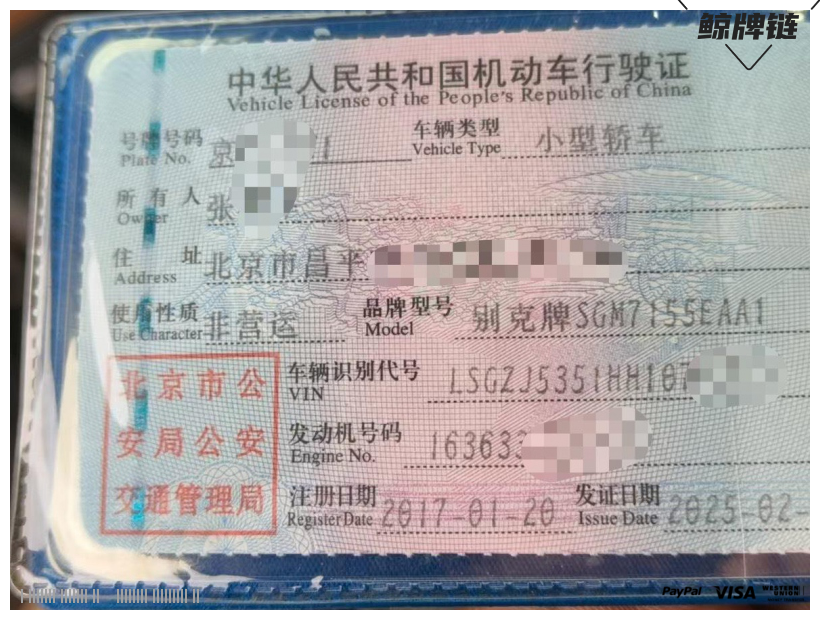 鲸牌链
中华人民共和国机动车行驶证
Vehicle License of the People's Republic of China
号牌号码 京 1 车辆类型 小型轿车
Plate No. Vehicle Type
所有人 张
Owner
住址 北京市昌平
Address
使用性质 非营运 品牌型号 别克牌SGM7155EAA1
Use Character Model
北京市公 车辆识别代号 LSGZJ5351HH107
VIN
安局公安 发动机号码 163633
Engine No.
交通管理局 注册日期 2017-01-20 发证日期 2025-02-
Register Date Issue Date
PayPal VISA WESTERN UNION